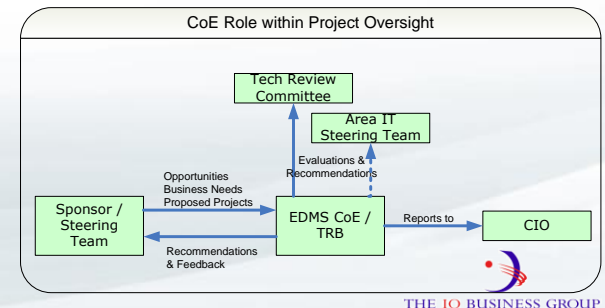 CoE Role within Project Oversight
Tech Review
Committee
Area IT
Steering Team
Evaluations &
Recommendations
Opportunities
Business Needs
Proposed Projects
Sponsor /
Steering
Team
EDMS CoE /
TRB
Reports to
CIO
Recommendations
& Feedback
THE IO BUSINESS GROUP